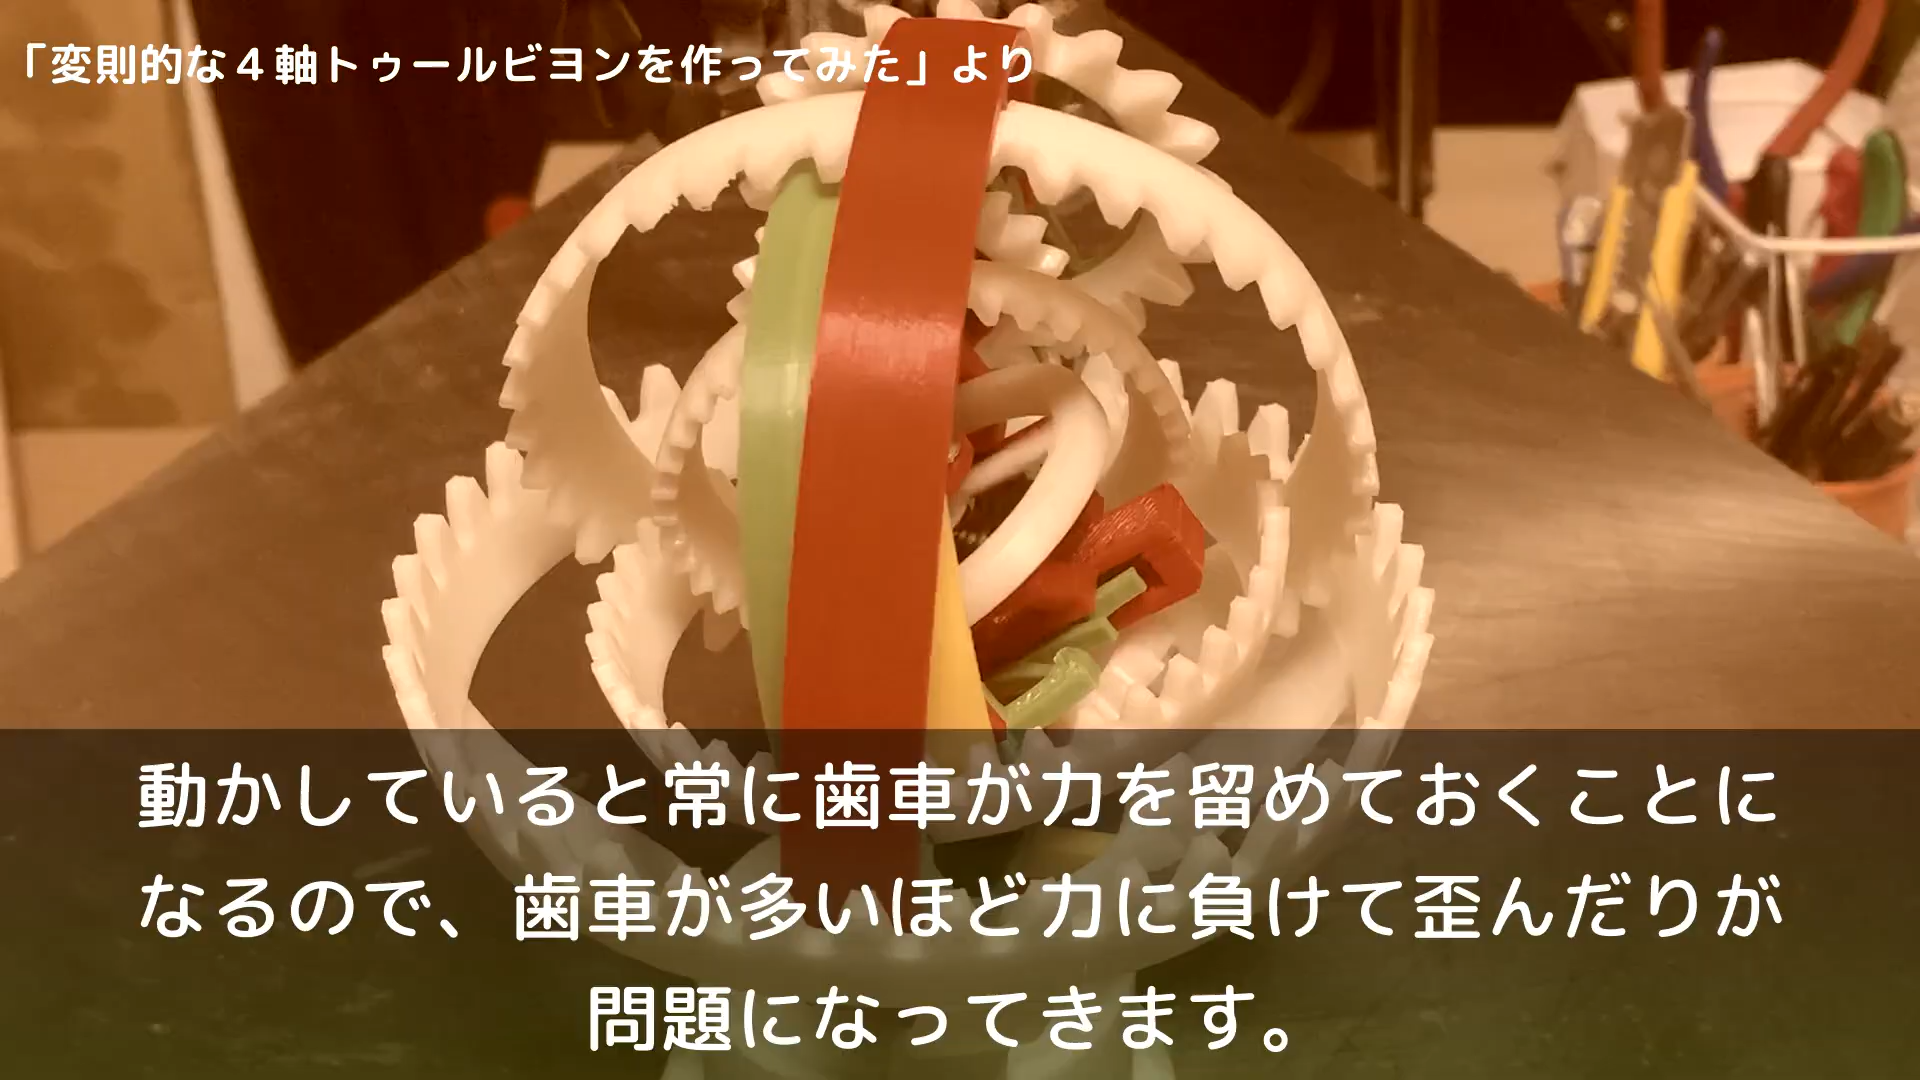 「変則的な４軸トゥールビヨンを作ってみた」より
動かしていると常に歯車が力を留めておくことに
なるので、歯車が多いほど力に負けて歪んだりが
問題になってきます。